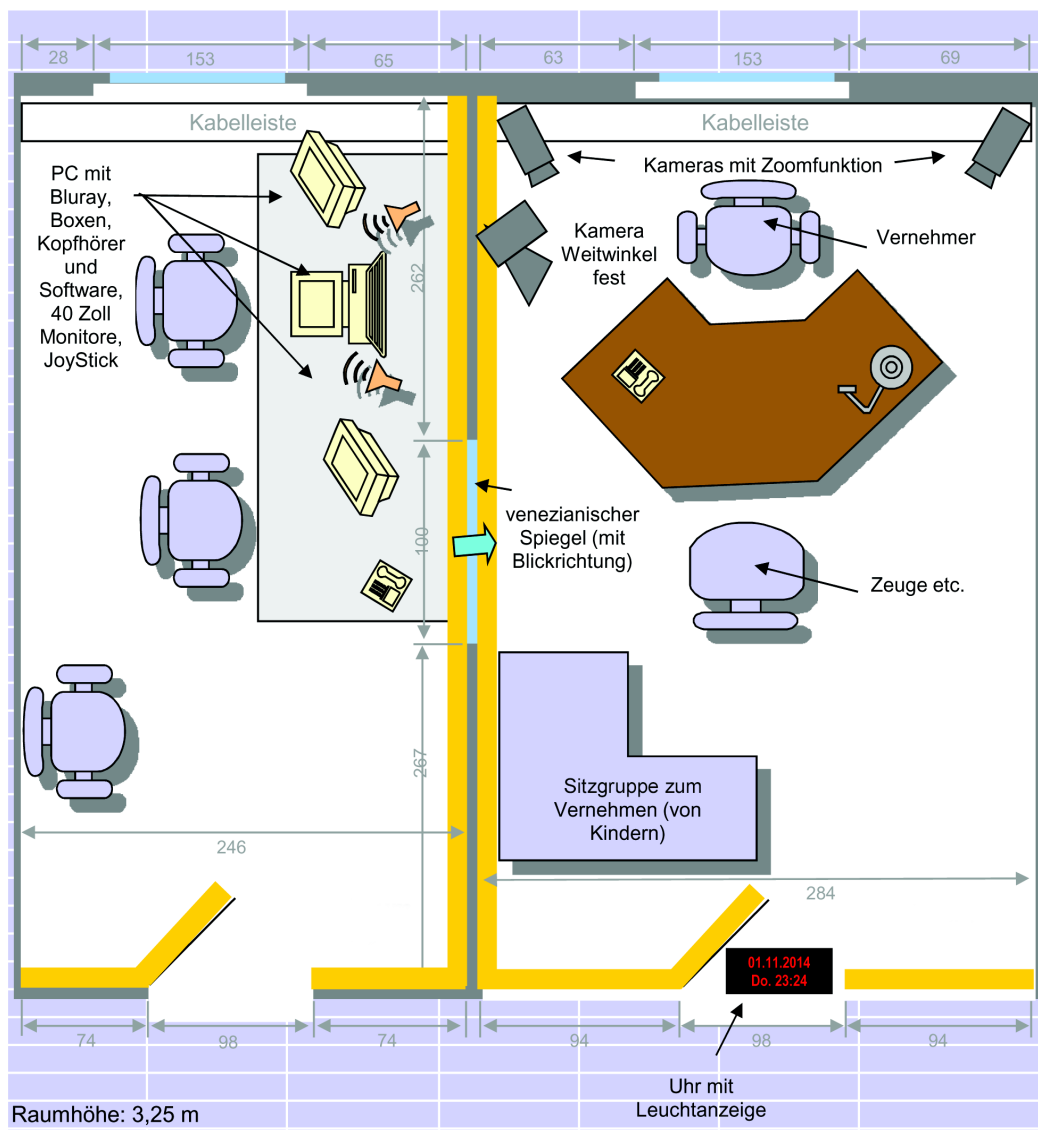 28
153
65
63
153
69
Kabelleiste
Kabelleiste
PC mit
Bluray,
Boxen,
Kopfhörer
und
Software,
40 Zoll
Monitore,
JoyStick
262
Kameras mit Zoomfunktion
Kamera
Weitwinkel
fest
Vernehmer
venezianischer
Spiegel (mit
Blickrichtung)
100
Zeuge etc.
267
Sitzgruppe zum
Vernehmen (von
Kindern)
246
284
01.11.2014
Do. 23:24
74
98
74
94
98
94
Uhr mit
Leuchtanzeige
Raumhöhe: 3,25 m